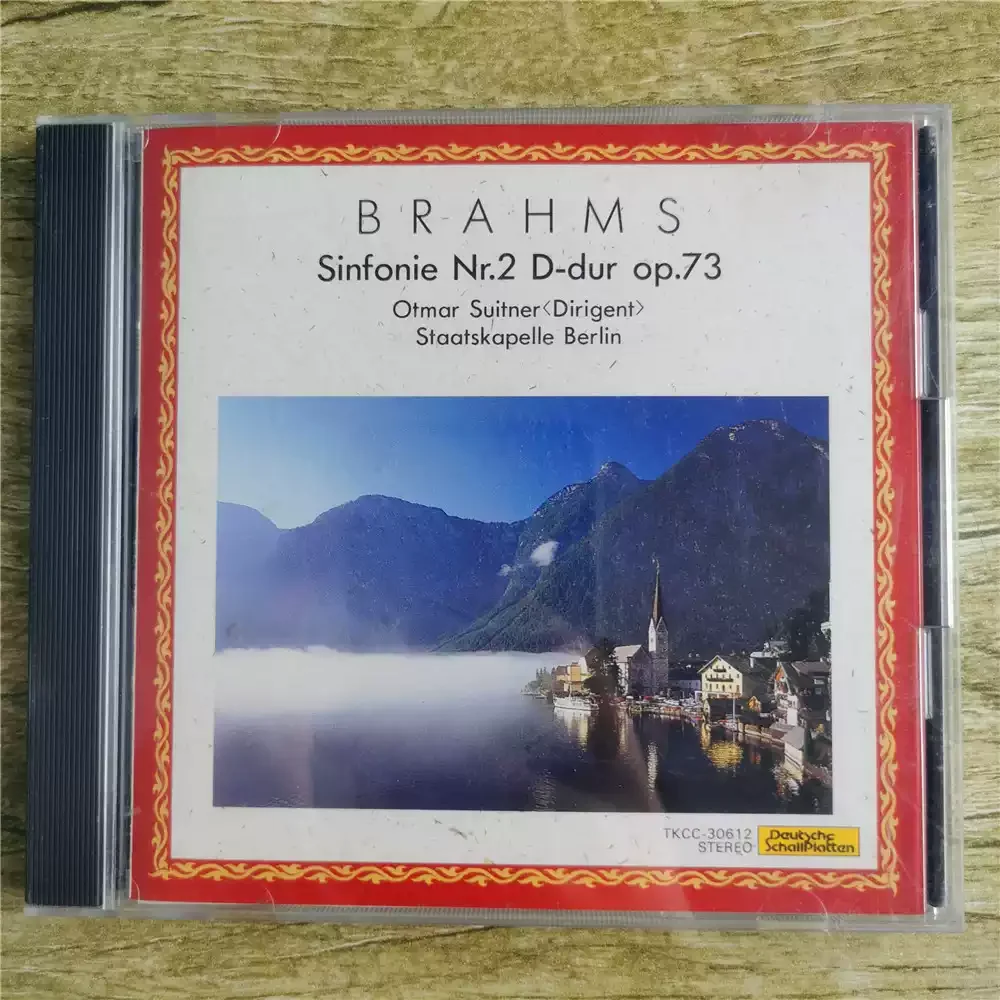 BRAHMS
Sinfonie Nr.2 D-dur op.73
Otmar Suitner〈Dirigent〉
Staatskapelle Berlin
TKCC-30612
STEREO
Deutsche
SchallPlatten